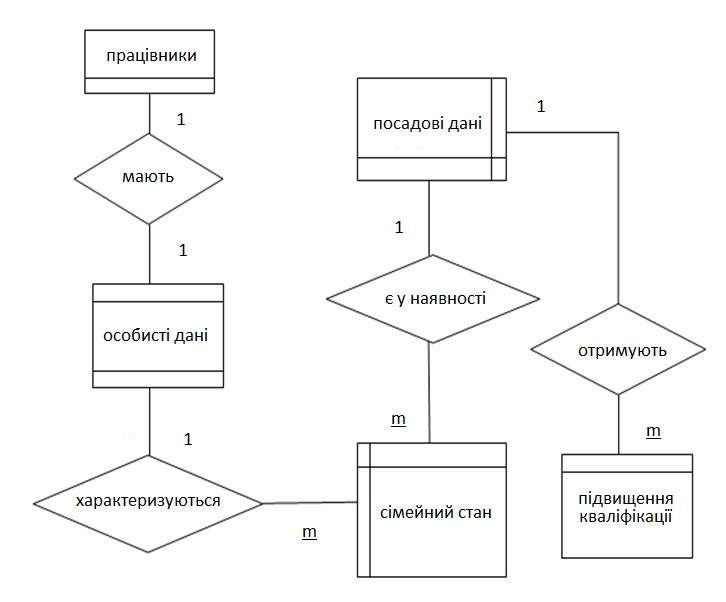 працівники
1
мають
1
особисті дані
1
характеризуються
m
посадові дані
1
1
є у наявності
m
сімейний стан
отримують
m
підвищення
кваліфікації